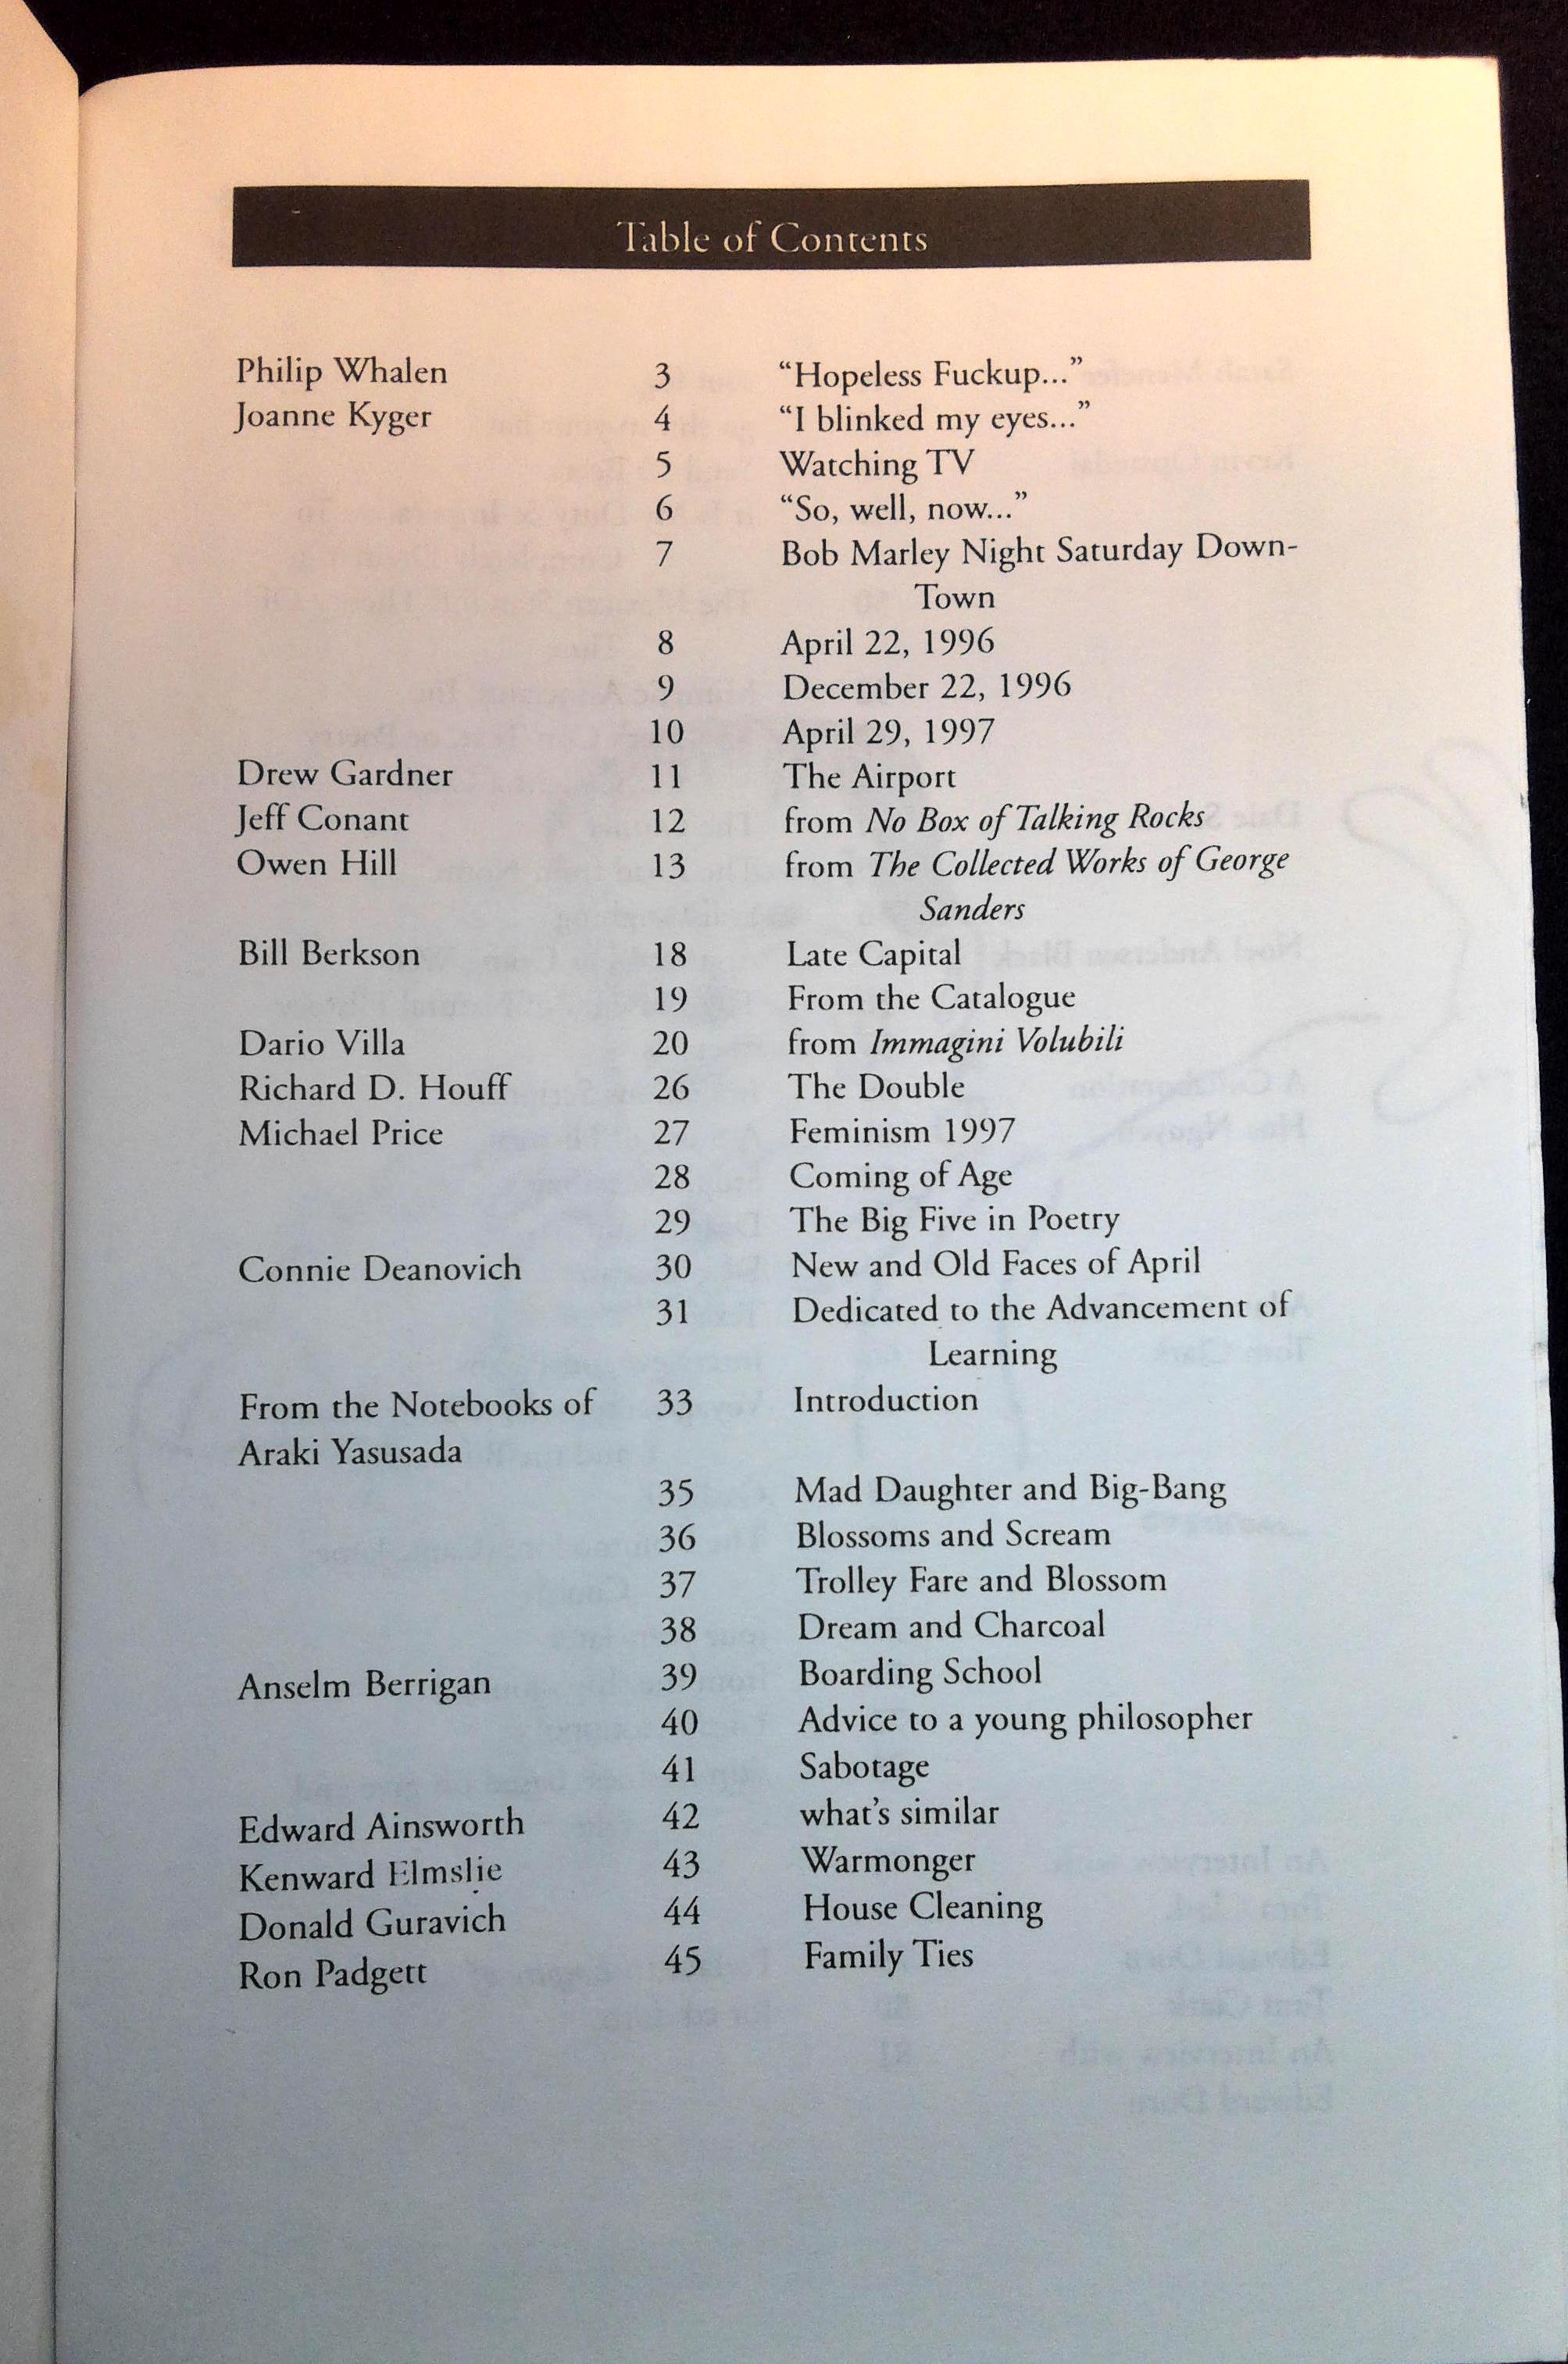 Table of Contents
Philip Whalen 3 “Hopeless Fuckup...”
Joanne Kyger 4 “I blinked my eyes...”
5 Watching TV
6 “So, well, now...”
7 Bob Marley Night Saturday Down-
Town
8 April 22, 1996
9 December 22, 1996
10 April 29, 1997
Drew Gardner 11 The Airport
Jeff Conant 12 from No Box of Talking Rocks
Owen Hill 13 from The Collected Works of George
Sanders
Bill Berkson 18 Late Capital
19 From the Catalogue
Dario Villa 20 from Immagini Volubili
Richard D. Houff 26 The Double
Michael Price 27 Feminism 1997
28 Coming of Age
29 The Big Five in Poetry
Connie Deanovich 30 New and Old Faces of April
31 Dedicated to the Advancement of
Learning
From the Notebooks of 33 Introduction
Araki Yasusada
35 Mad Daughter and Big-Bang
36 Blossoms and Scream
37 Trolley Fare and Blossom
38 Dream and Charcoal
Anselm Berrigan 39 Boarding School
40 Advice to a young philosopher
41 Sabotage
Edward Ainsworth 42 what’s similar
Kenward Elmslie 43 Warmonger
Donald Guravich 44 House Cleaning
Ron Padgett 45 Family Ties